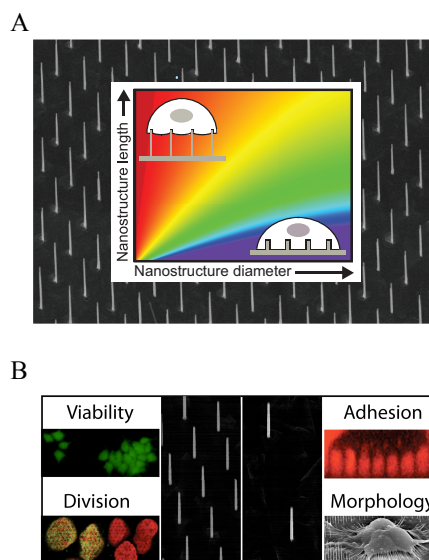 A
Nanostructure length
Nanostructure diameter
B
Viability
Adhesion
Division
Morphology